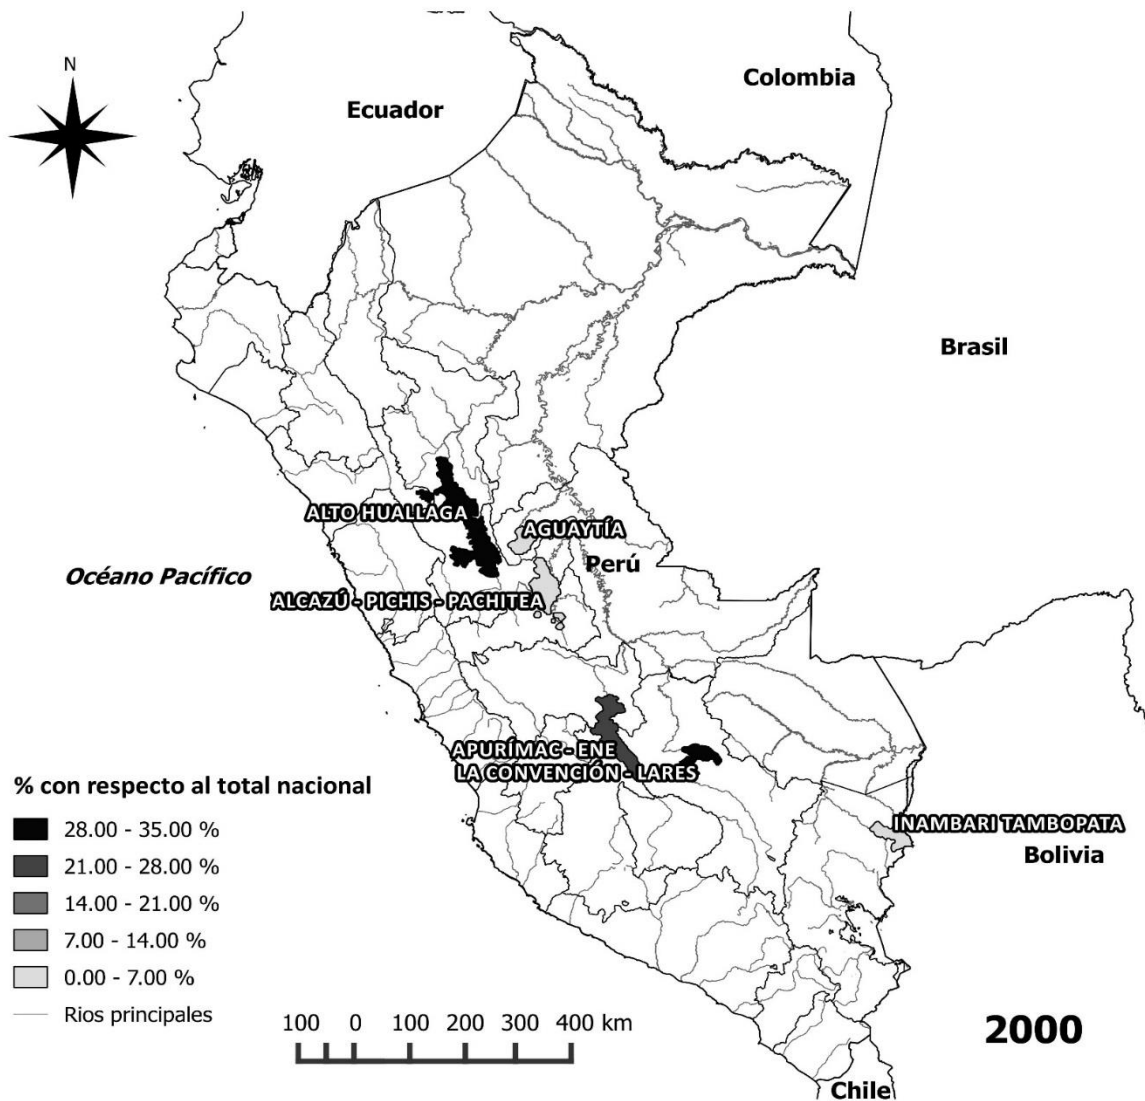 N
Colombia
Ecuador
Brasil
ALTO HUALLAGA
AGUAYTÍA
Perú
Océano Pacífico
ALCAZÚ - PICHIS - PACHITEA
APURÍMAC - ENE
LA CONVENCIÓN - LARES
INAMBARI TAMBOPATA
Bolivia
% con respecto al total nacional
28.00 - 35.00 %
21.00 - 28.00 %
14.00 - 21.00 %
7.00 - 14.00 %
0.00 - 7.00 %
Rios principales
100 0 100 200 300 400 km
2000
Chile